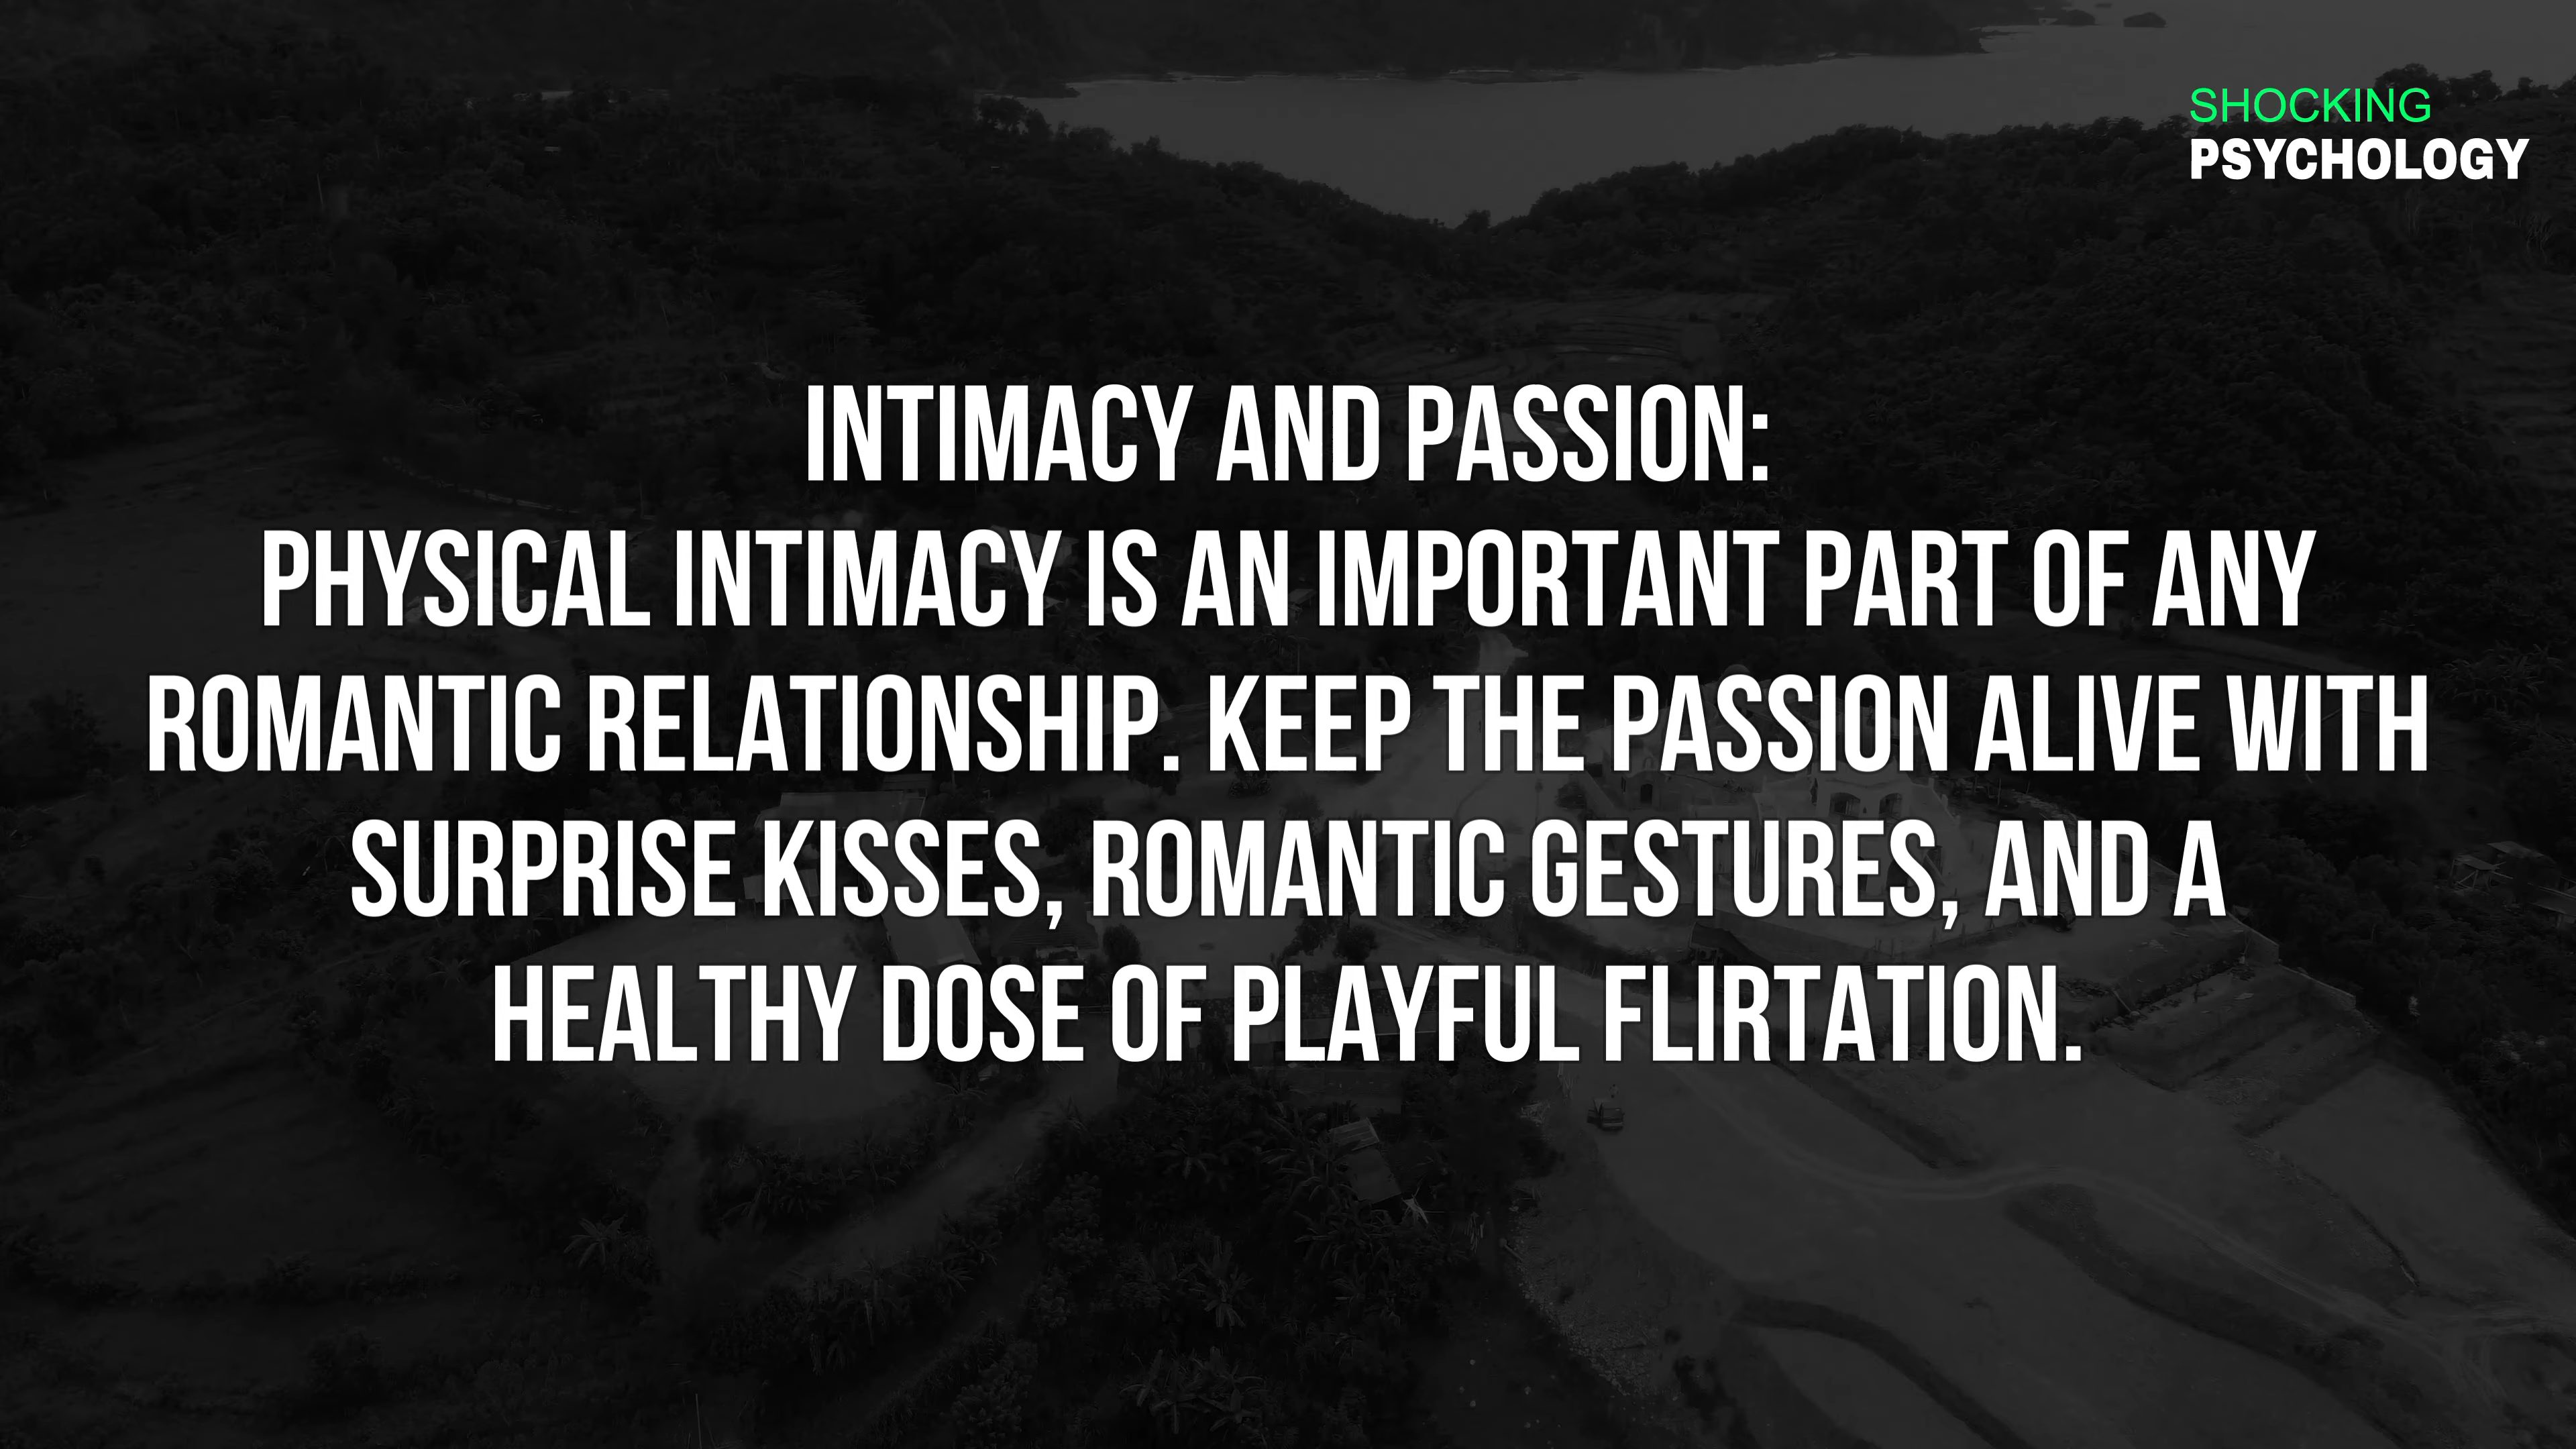 SHOCKING
PSYCHOLOGY
INTIMACY AND PASSION:
PHYSICAL INTIMACY IS AN IMPORTANT PART OF ANY
ROMANTIC RELATIONSHIP. KEEP THE PASSION ALIVE WITH
SURPRISE KISSES, ROMANTIC GESTURES, AND A
HEALTHY DOSE OF PLAYFUL FLIRTATION.